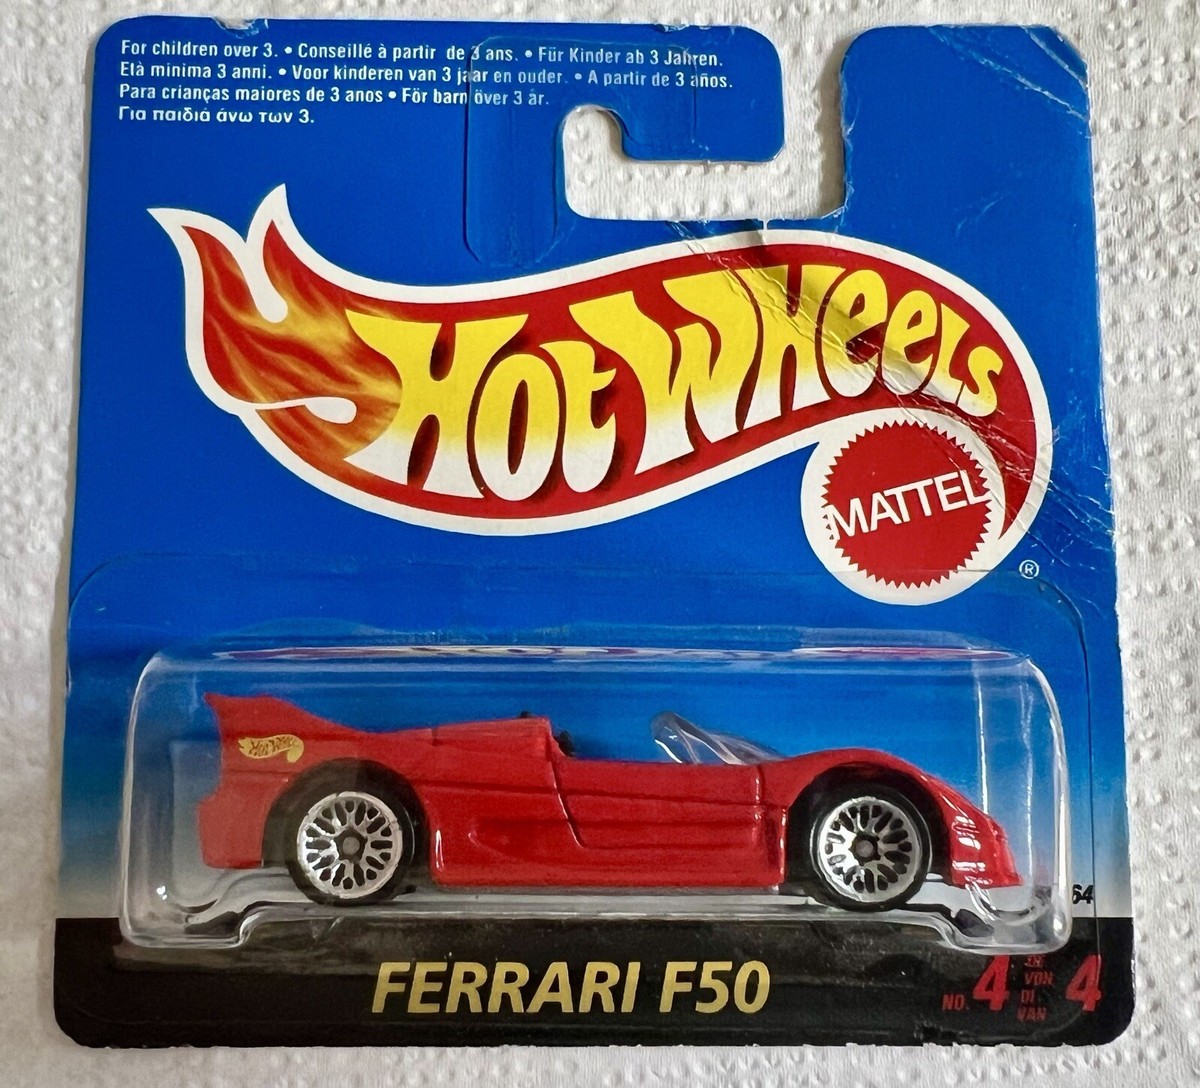 For children over 3. • Conseillé à partir de 3 ans. • Für Kinder ab 3 Jahren.
Età minima 3 anni. • Voor kinderen van 3 jaar en ouder. • A partir de 3 años.
Para crianças maiores de 3 anos • För barn över 3 år.
Για παιδιά άνω των 3.
HOT WHEELS
MATTEL
®
HOT WHEELS
64
FERRARI F50
NO. 4 VON DI VAN 4